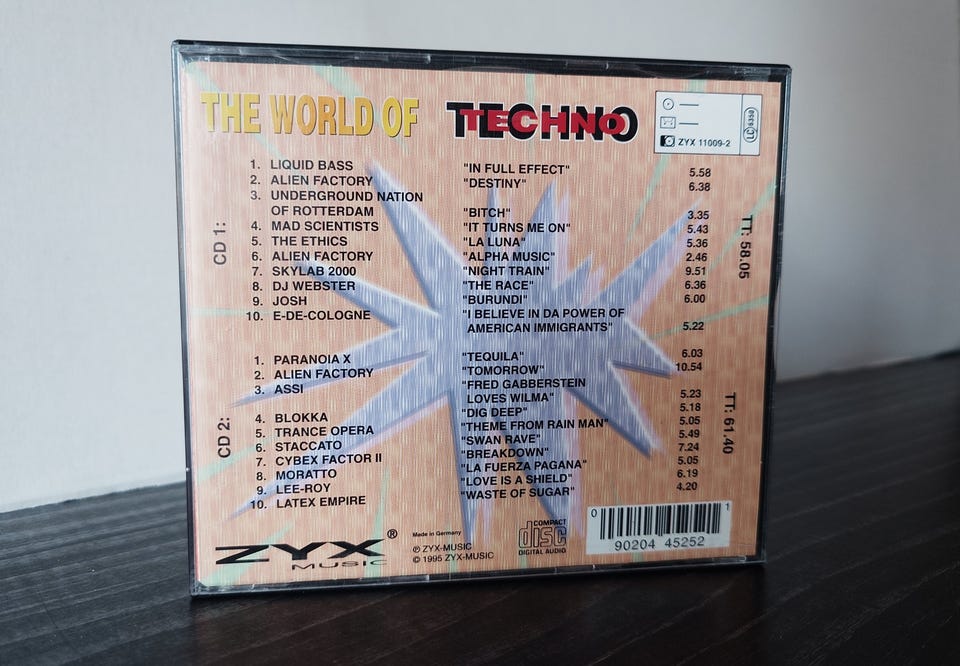 THE WORLD OF TECHNO
LC 6350
ZYX 11009-2
CD 1:
1. LIQUID BASS "IN FULL EFFECT" 5.58
2. ALIEN FACTORY "DESTINY" 6.38
3. UNDERGROUND NATION
OF ROTTERDAM "BITCH" 3.35
4. MAD SCIENTISTS "IT TURNS ME ON" 5.43
5. THE ETHICS "LA LUNA" 5.36
6. ALIEN FACTORY "ALPHA MUSIC" 2.46
7. SKYLAB 2000 "NIGHT TRAIN" 9.51
8. DJ WEBSTER "THE RACE" 6.36
9. JOSH "BURUNDI" 6.00
10. E-DE-COLOGNE "I BELIEVE IN DA POWER OF
AMERICAN IMMIGRANTS" 5.22
TT: 58.05
CD 2:
1. PARANOIA X "TEQUILA" 6.03
2. ALIEN FACTORY "TOMORROW" 10.54
3. ASSI "FRED GABBERSTEIN
LOVES WILMA" 5.23
4. BLOKKA "DIG DEEP" 5.18
5. TRANCE OPERA "THEME FROM RAIN MAN" 5.05
6. STACCATO "SWAN RAVE" 5.49
7. CYBEX FACTOR II "BREAKDOWN" 7.24
8. MORATTO "LA FUERZA PAGANA" 5.05
9. LEE-ROY "LOVE IS A SHIELD" 6.19
10. LATEX EMPIRE "WASTE OF SUGAR" 4.20
TT: 61.40
ZYX ®
MUSIC
Made in Germany
℗ ZYX-MUSIC
© 1995 ZYX-MUSIC
COMPACT
disc
DIGITAL AUDIO
0 90204 45252 1